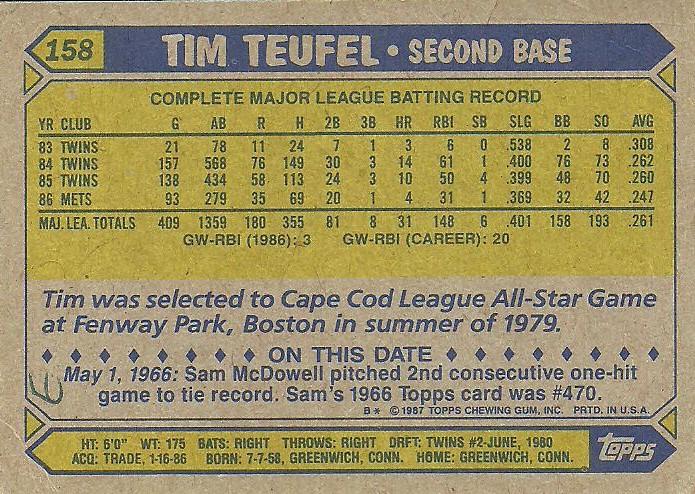 158
TIM TEUFEL • SECOND BASE
COMPLETE MAJOR LEAGUE BATTING RECORD
YR CLUB G AB R H 2B 3B HR RBI SB SLG BB SO AVG
83 TWINS 21 78 11 24 7 1 3 6 0 .538 2 8 .308
84 TWINS 157 568 76 149 30 3 14 61 1 .400 76 73 .262
85 TWINS 138 434 58 113 24 3 10 50 4 .399 48 70 .260
86 METS 93 279 35 69 20 1 4 31 1 .369 32 42 .247
MAJ. LEA. TOTALS 409 1359 180 355 81 8 31 148 6 .401 158 193 .261
GW-RBI (1986): 3 GW-RBI (CAREER): 20
Tim was selected to Cape Cod League All-Star Game
at Fenway Park, Boston in summer of 1979.
♦ ♦ ♦ ♦ ♦ ♦ ♦ ♦ ON THIS DATE ♦ ♦ ♦ ♦ ♦ ♦ ♦ ♦
May 1, 1966: Sam McDowell pitched 2nd consecutive one-hit
game to tie record. Sam's 1966 Topps card was #470.
E
B* ©1987 TOPPS CHEWING GUM, INC. PRTD. IN U.S.A.
HT: 6'0" WT: 175 BATS: RIGHT THROWS: RIGHT DRFT: TWINS #2-JUNE, 1980
ACQ: TRADE, 1-16-86 BORN: 7-7-58, GREENWICH, CONN. HOME: GREENWICH, CONN.
Topps